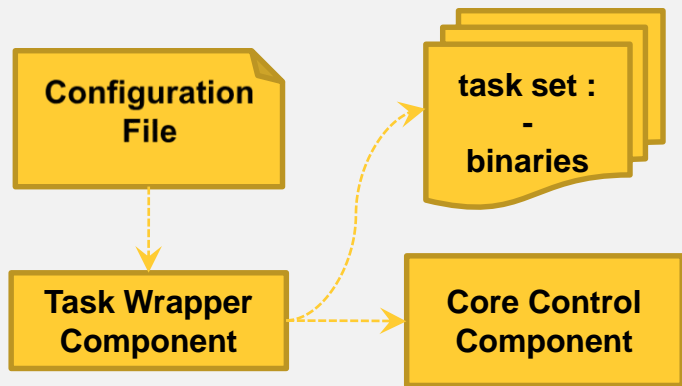 Configuration
File
task set :
-
binaries
Task Wrapper
Component
Core Control
Component